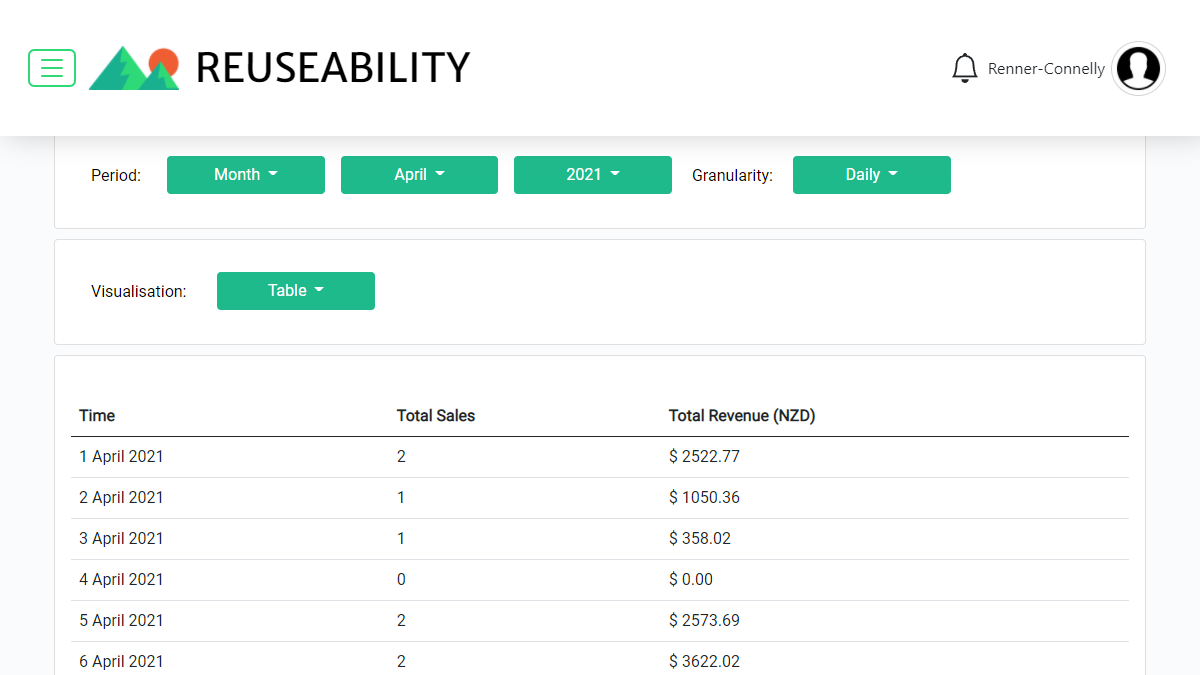 REUSEABILITY
Renner-Connelly
Period: Month April 2021 Granularity: Daily
Visualisation: Table
Time Total Sales Total Revenue (NZD)
1 April 2021 2 $ 2522.77
2 April 2021 1 $ 1050.36
3 April 2021 1 $ 358.02
4 April 2021 0 $ 0.00
5 April 2021 2 $ 2573.69
6 April 2021 2 $ 3622.02